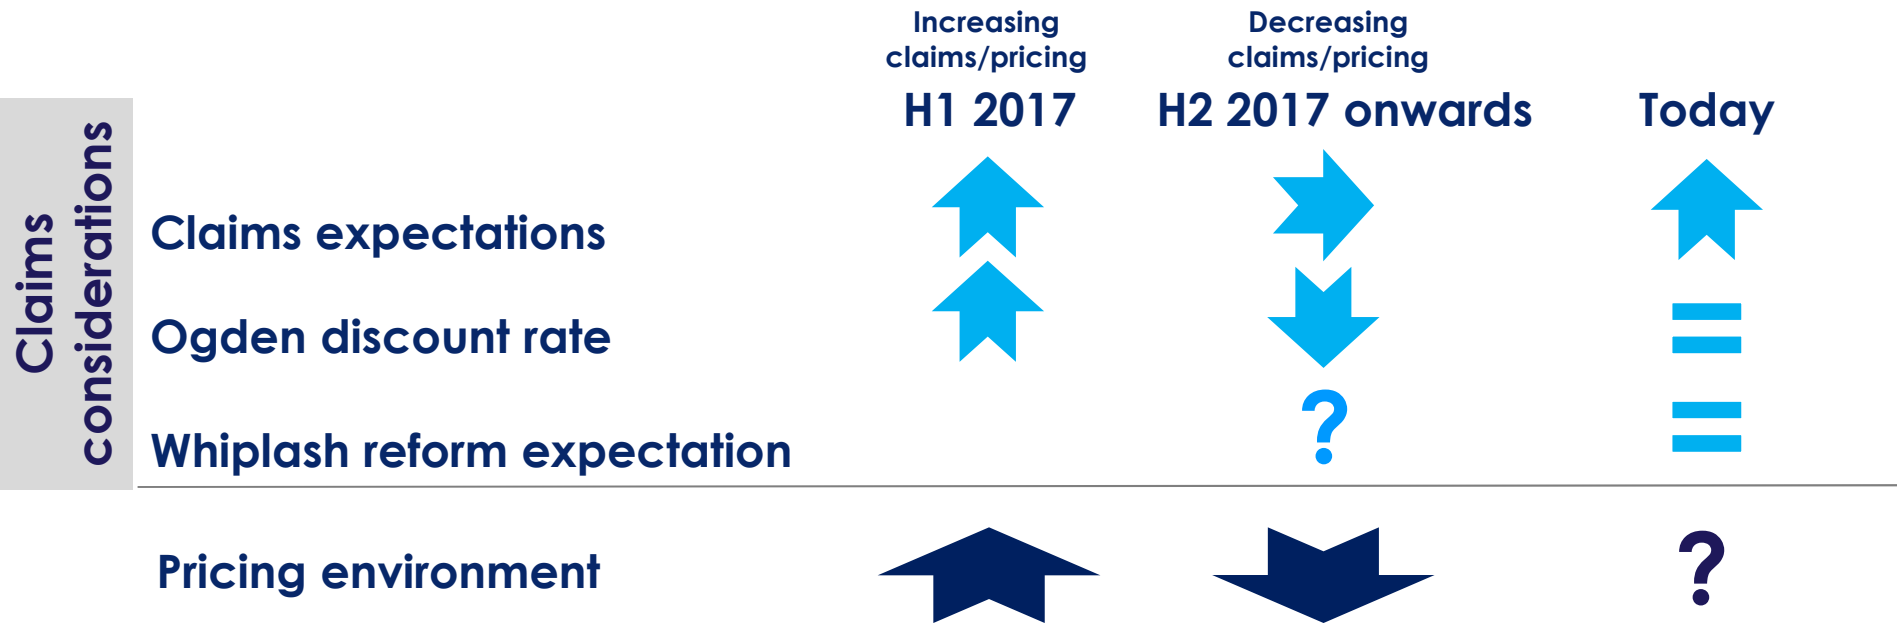 Increasing
claims/pricing
Decreasing
claims/pricing
H1 2017
H2 2017 onwards
Today
Claims
considerations
Claims expectations
Ogden discount rate
=
?
=
Whiplash reform expectation
Pricing environment
?